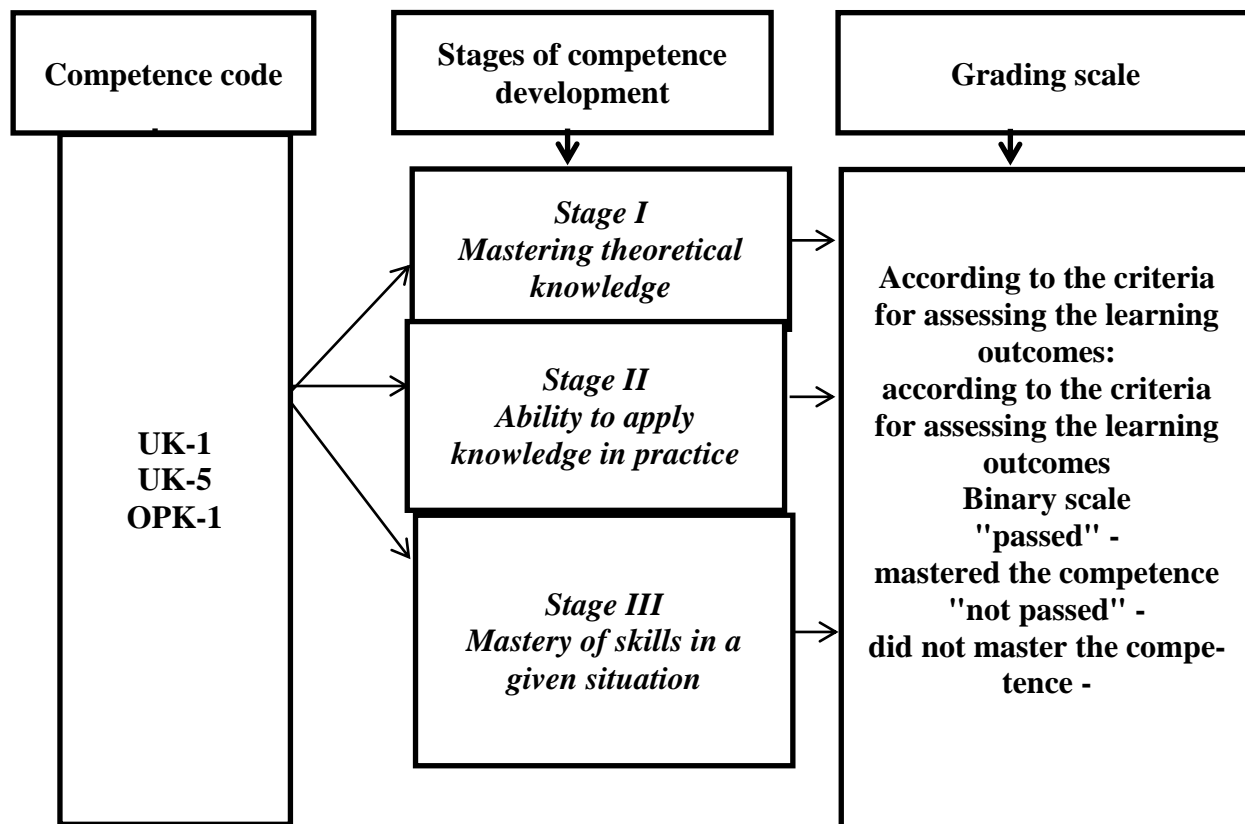 Competence code
Stages of competence
development
Grading scale
UK-1
UK-5
OPK-1
Stage I
Mastering theoretical
knowledge
Stage II
Ability to apply
knowledge in practice
Stage III
Mastery of skills in a
given situation
According to the criteria
for assessing the learning
outcomes:
according to the criteria
for assessing the learning
outcomes
Binary scale
"passed" -
mastered the competence
"not passed" -
did not master the compe-
tence -